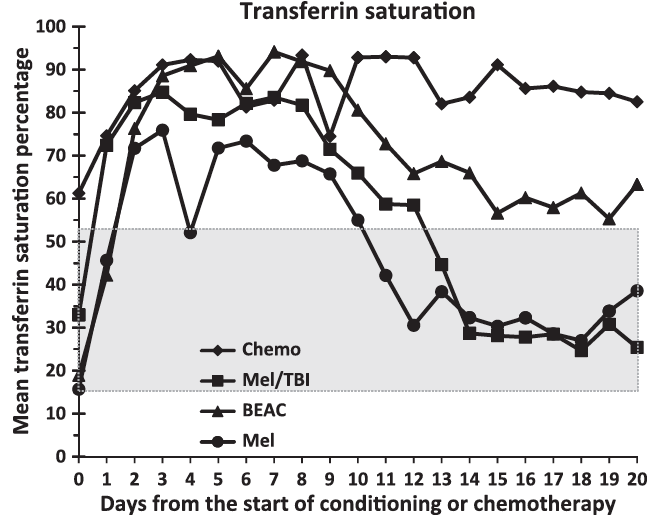 Transferrin saturation
Mean transferrin saturation percentage
100
90
80
70
60
50
40
30
20
10
0
Chemo
Mel/TBI
BEAC
Mel
0 1 2 3 4 5 6 7 8 9 10 11 12 13 14 15 16 17 18 19 20
Days from the start of conditioning or chemotherapy